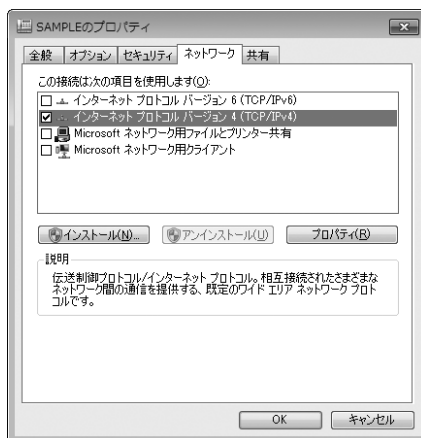 SAMPLEのプロパティ
全般 オプション セキュリティ ネットワーク 共有
この接続は次の項目を使用します(O):
インターネット プロトコル バージョン 6 (TCP/IPv6)
インターネット プロトコル バージョン 4 (TCP/IPv4)
Microsoft ネットワーク用ファイルとプリンター共有
Microsoft ネットワーク用クライアント
インストール(N)... アンインストール(U) プロパティ(R)
説明
伝送制御プロトコル/インターネット プロトコル。相互接続されたさまざまな
ネットワーク間の通信を提供する、既定のワイド エリア ネットワーク プロト
コルです。
OK キャンセル